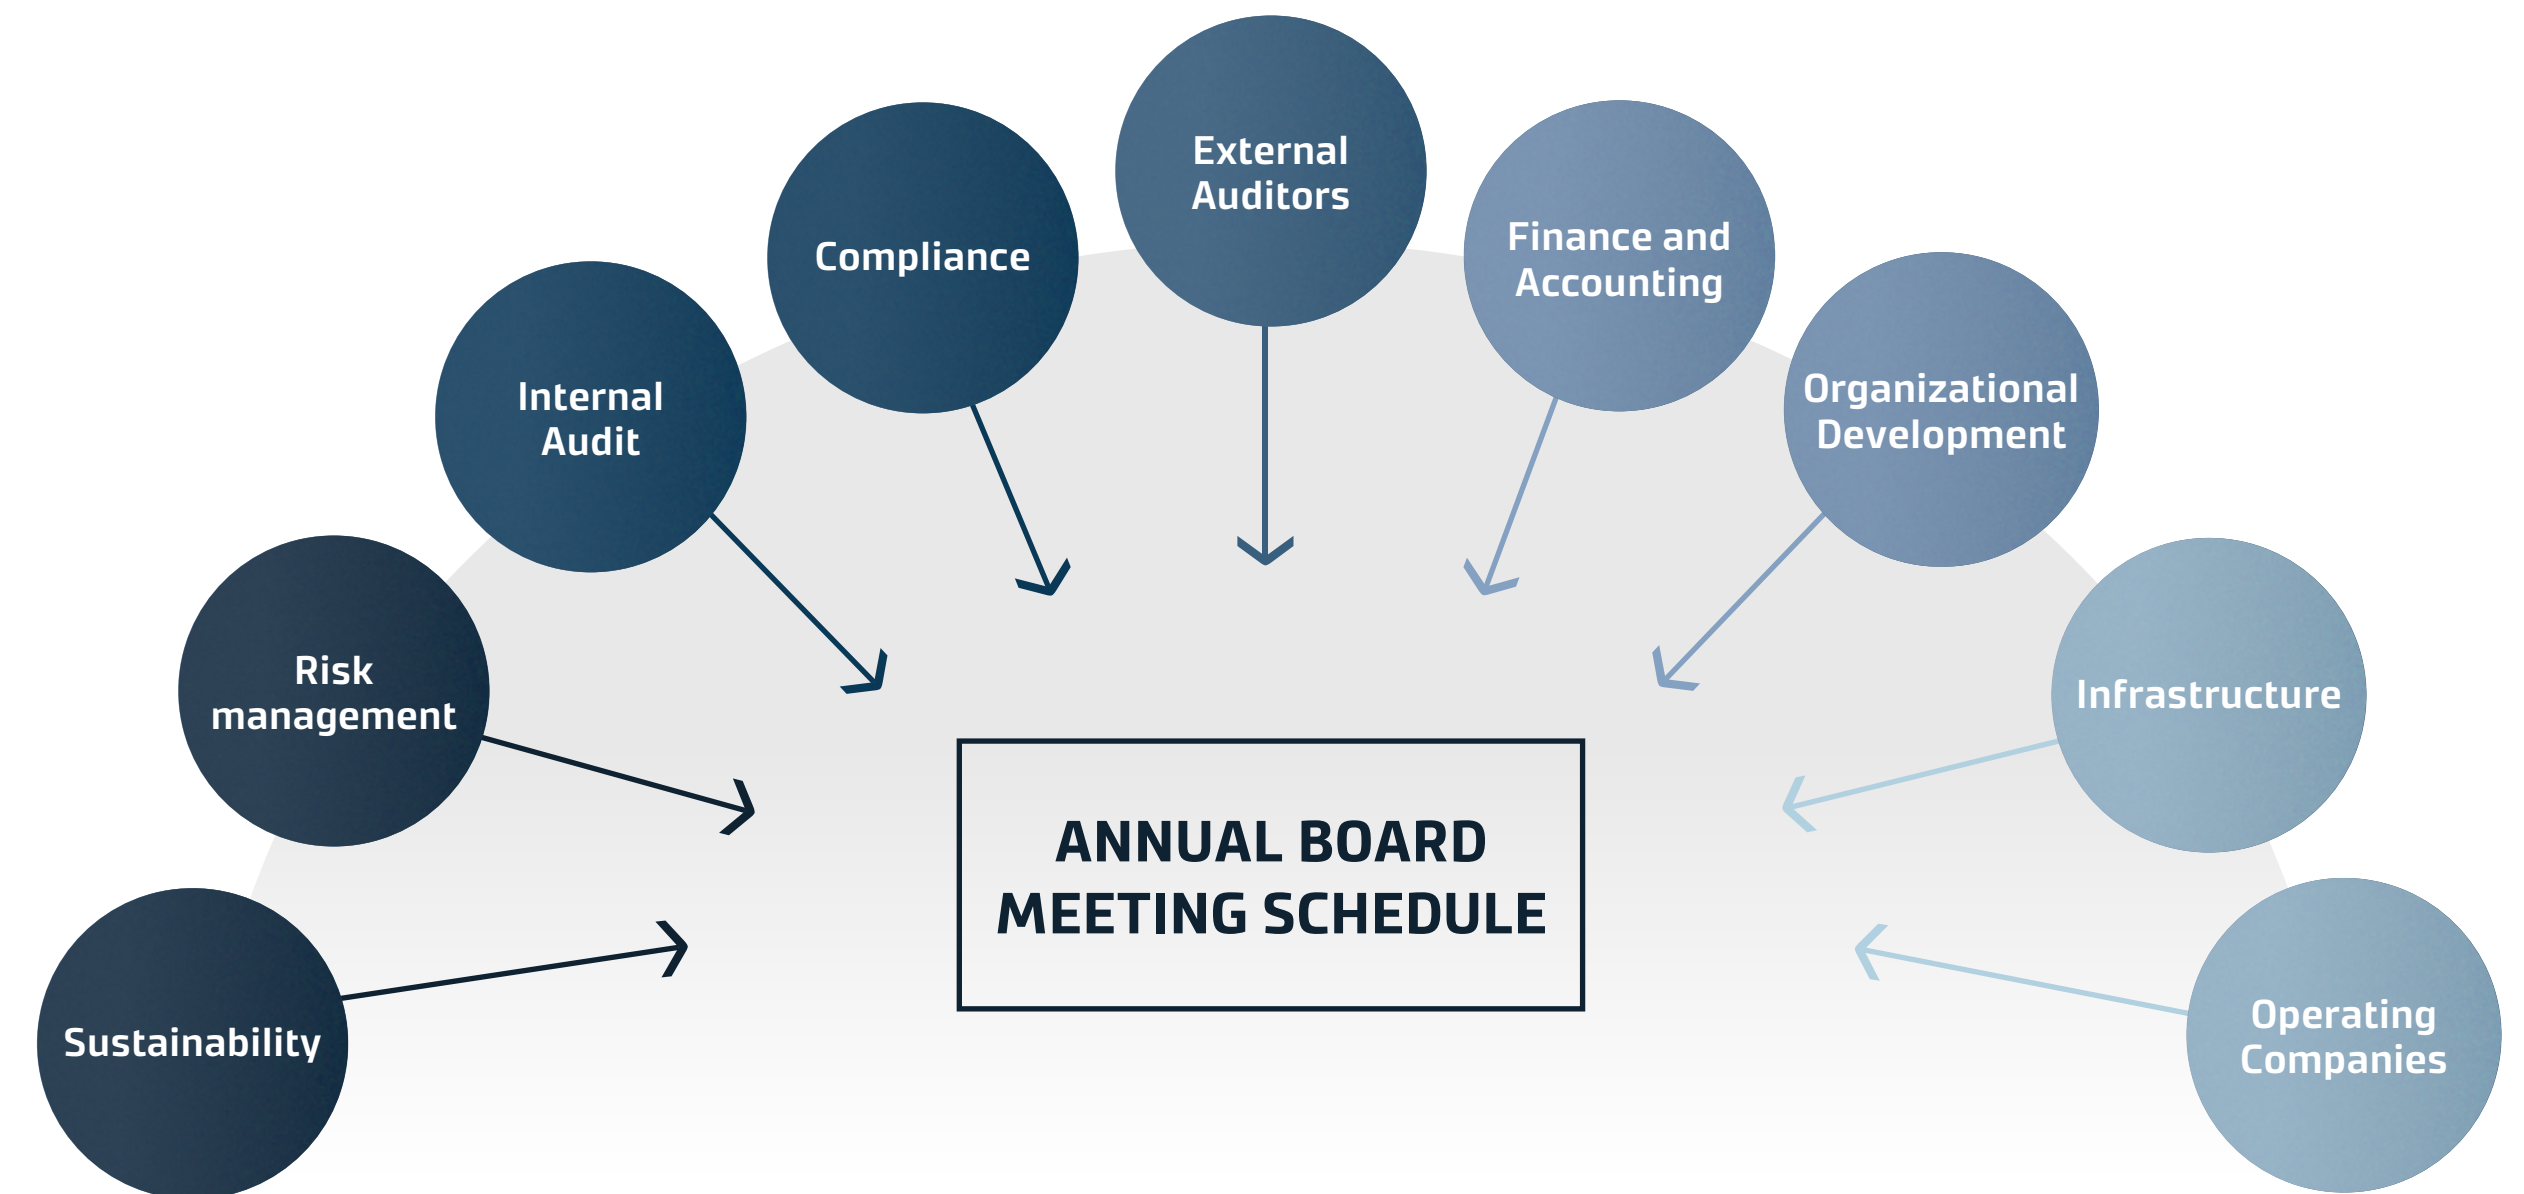 External
Auditors
Compliance
Finance and
Accounting
Internal
Audit
Organizational
Development
Risk
management
Infrastructure
ANNUAL BOARD
MEETING SCHEDULE
Sustainability
Operating
Companies